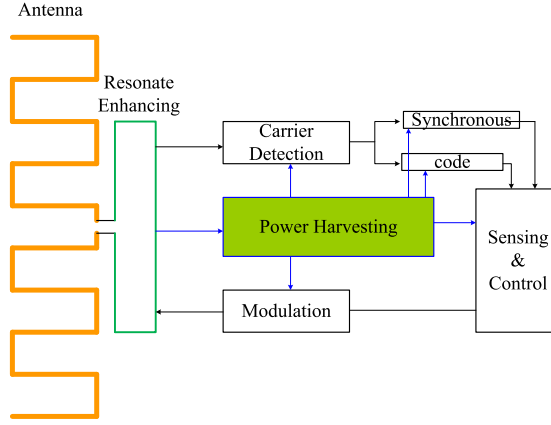 Antenna
Resonate
Enhancing
Carrier
Detection
Synchronous
code
Power Harvesting
Sensing
&
Control
Modulation